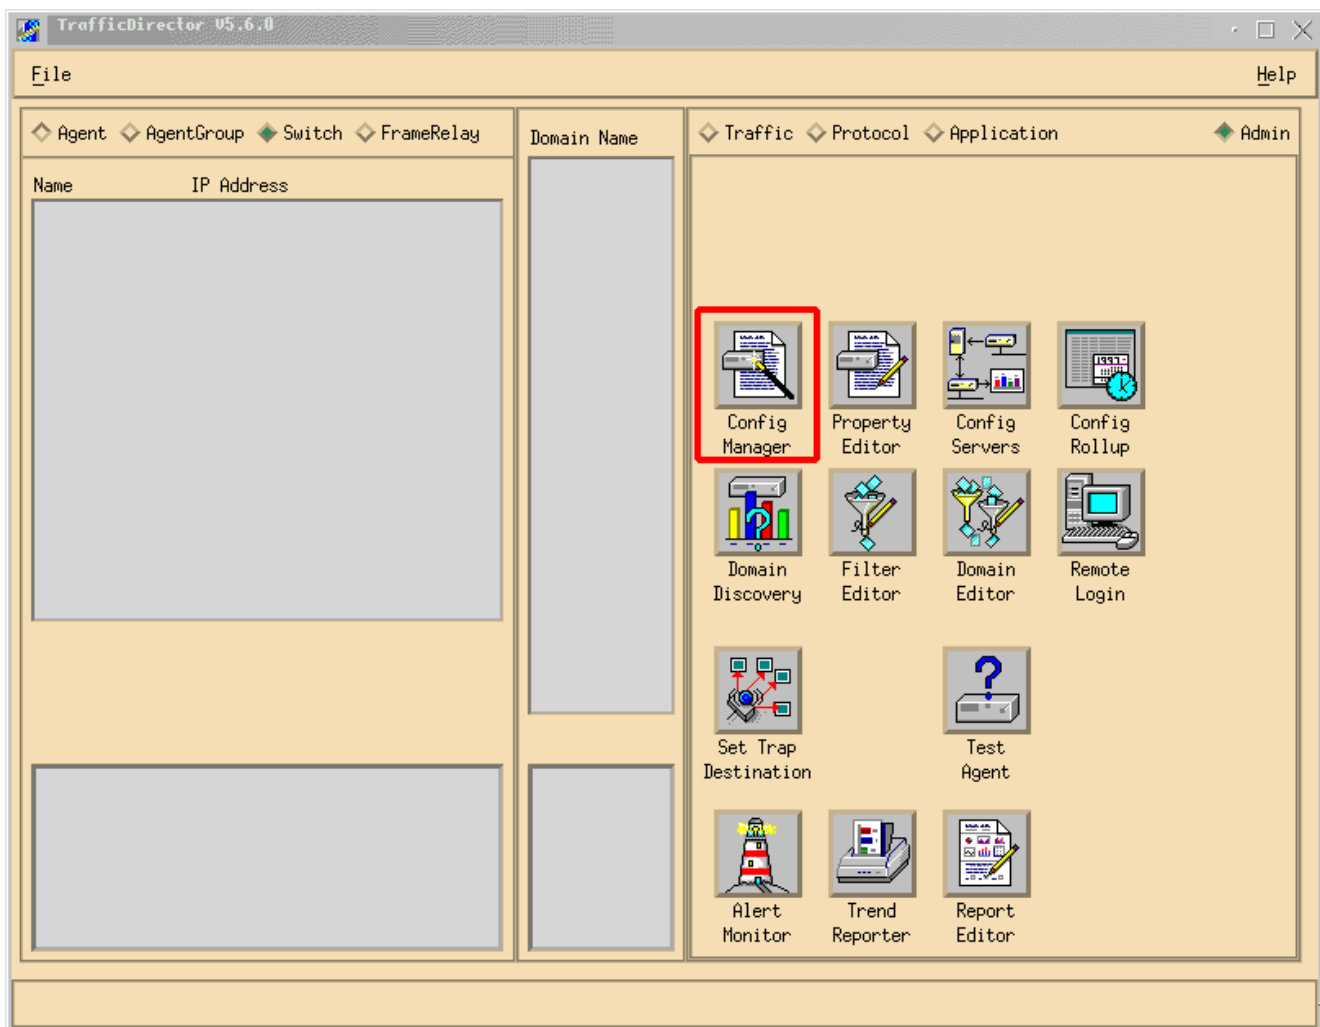 TrafficDirector V5.6.0
File Help
Agent AgentGroup Switch FrameRelay
Domain Name
Traffic Protocol Application Admin
Name IP Address
Config Manager
Property Editor
Config Servers
1997
Config Rollup
Domain Discovery
Filter Editor
Domain Editor
Remote Login
Set Trap Destination
Test Agent
Alert Monitor
Trend Reporter
Report Editor